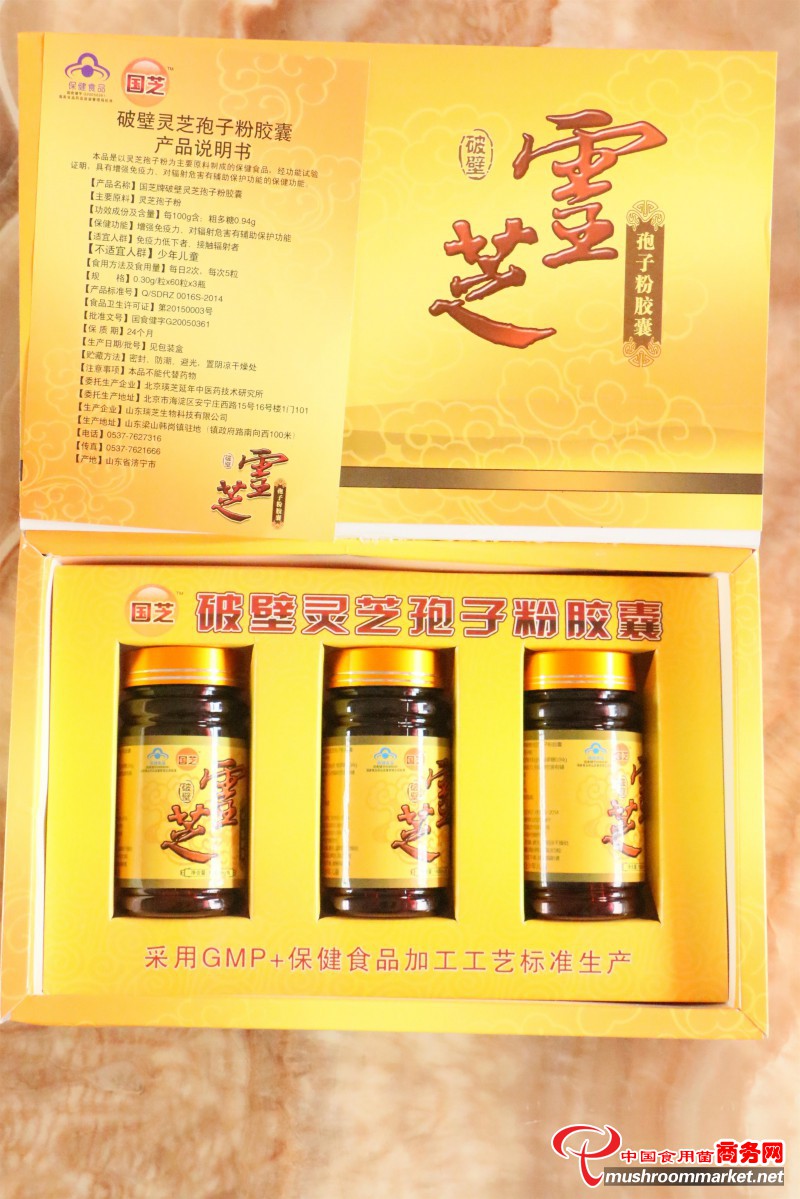 保健食品
国芝
TM
破壁灵芝孢子粉胶囊
产品说明书
本品是以灵芝孢子粉为主要原料制成的保健食品，经功能试验
证明，具有增强免疫力、对辐射危害有辅助保护功能的保健功能。
【产品名称】国芝牌破壁灵芝孢子粉胶囊
【主要原料】灵芝孢子粉
【功效成份及含量】每100g含：粗多糖0.94g
【保健功能】增强免疫力、对辐射危害有辅助保护功能
【适宜人群】免疫力低下者、接触辐射者
【不适宜人群】少年儿童
【食用方法及食用量】每日2次，每次5粒
【规 格】0.30g/粒x60粒x3瓶
【产品标准号】Q/SDRZ 0016S-2014
【食品卫生许可证】第20150003号
【批准文号】国食健字G20050361
【保 质 期】24个月
【生产日期/批号】见包装盒
【贮藏方法】密封、防潮、避光，置阴凉干燥处
【注意事项】本品不能代替药物
【委托生产企业】北京瑛芝延年中医药技术研究所
【委托生产地址】北京市海淀区安宁庄西路15号16号楼1门101
【生产企业】山东瑞芝生物科技有限公司
【生产地址】山东梁山韩岗镇驻地（镇政府路南向西100米）
【电话】0537-7627316
【传真】0537-7621666
【产地】山东省济宁市
破壁
靈芝
孢子粉胶囊
破壁
靈芝
孢子粉胶囊
国芝
TM
破壁灵芝孢子粉胶囊
国芝
破壁
靈芝
国芝
破壁
靈芝
靈芝
采用GMP+保健食品加工工艺标准生产
中国食用菌商务网
mushroommarket.net